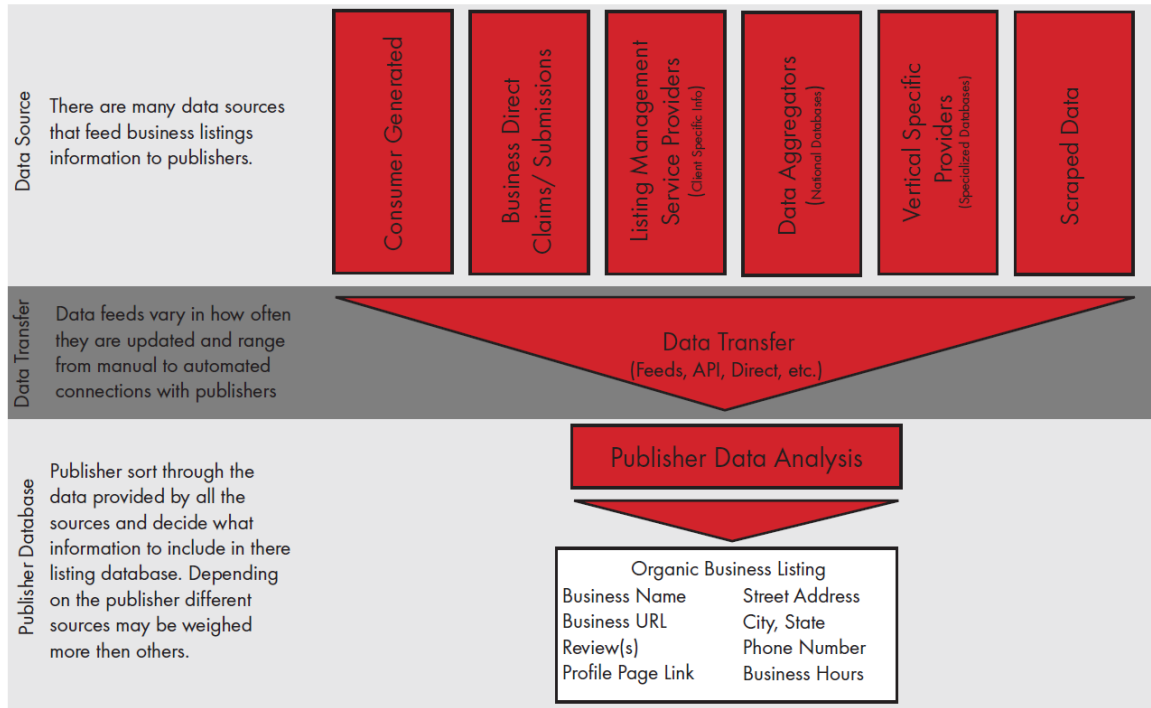 Data Source
There are many data sources
that feed business listings
information to publishers.
Consumer Generated
Business Direct
Claims/ Submissions
Listing Management
Service Providers
(Client Specific Info)
Data Aggregators
(National Databases)
Vertical Specific
Providers
(Specialized Databases)
Scraped Data
Data Transfer
Data feeds vary in how often
they are updated and range
from manual to automated
connections with publishers
Data Transfer
(Feeds, API, Direct, etc.)
Publisher Database
Publisher sort through the
data provided by all the
sources and decide what
information to include in there
listing database. Depending
on the publisher different
sources may be weighed
more then others.
Publisher Data Analysis
Organic Business Listing
Business Name
Business URL
Review(s)
Profile Page Link
Street Address
City, State
Phone Number
Business Hours